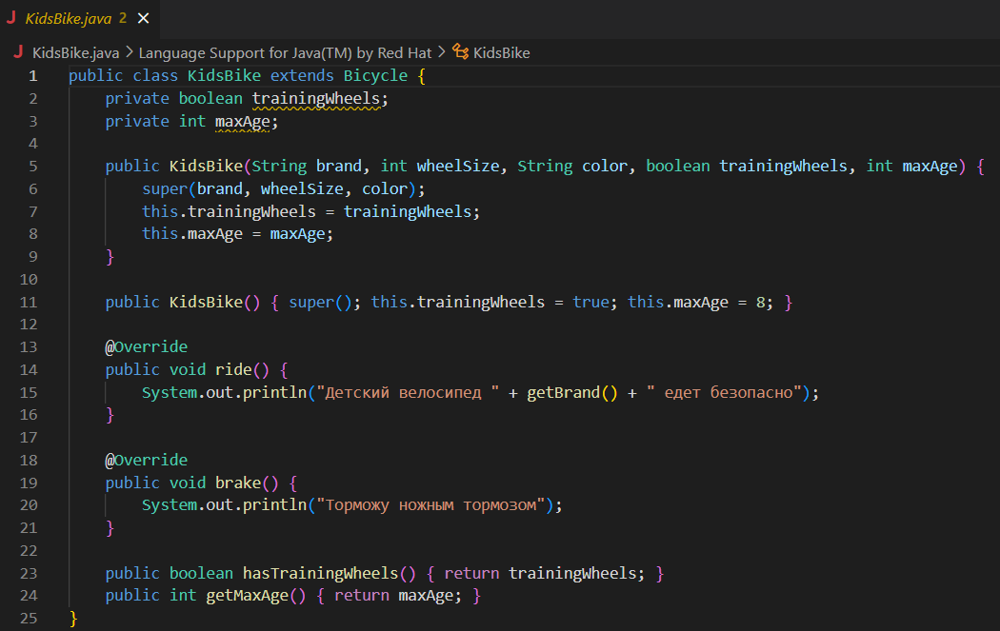 KidsBike.java 2
KidsBike.java > Language Support for Java(TM) by Red Hat > KidsBike
1 public class KidsBike extends Bicycle {
2     private boolean trainingWheels;
3     private int maxAge;
4
5     public KidsBike(String brand, int wheelSize, String color, boolean trainingWheels, int maxAge) {
6         super(brand, wheelSize, color);
7         this.trainingWheels = trainingWheels;
8         this.maxAge = maxAge;
9     }
10
11     public KidsBike() { super(); this.trainingWheels = true; this.maxAge = 8; }
12
13     @Override
14     public void ride() {
15         System.out.println("Детский велосипед " + getBrand() + " едет безопасно");
16     }
17
18     @Override
19     public void brake() {
20         System.out.println("Торможу ножным тормозом");
21     }
22
23     public boolean hasTrainingWheels() { return trainingWheels; }
24     public int getMaxAge() { return maxAge; }
25 }